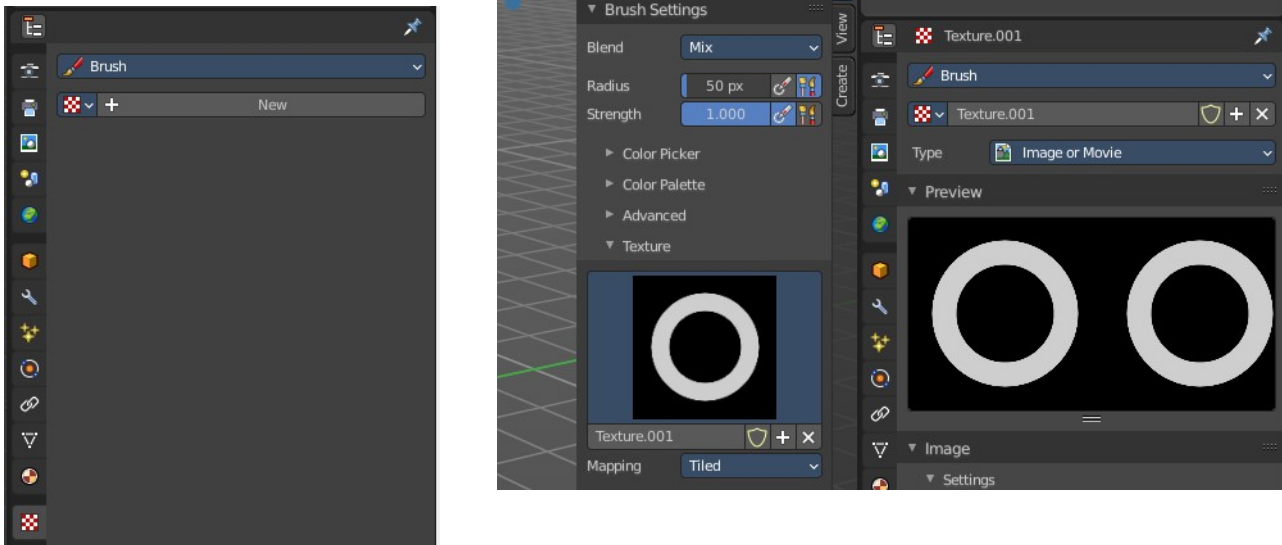 Brush
New
Brush Settings
Blend Mix
Radius 50 px
Strength 1.000
Color Picker
Color Palette
Advanced
Texture
Texture.001
Mapping Tiled
View
Create
Texture.001
Brush
Texture.001
Type Image or Movie
Preview
Image
Settings